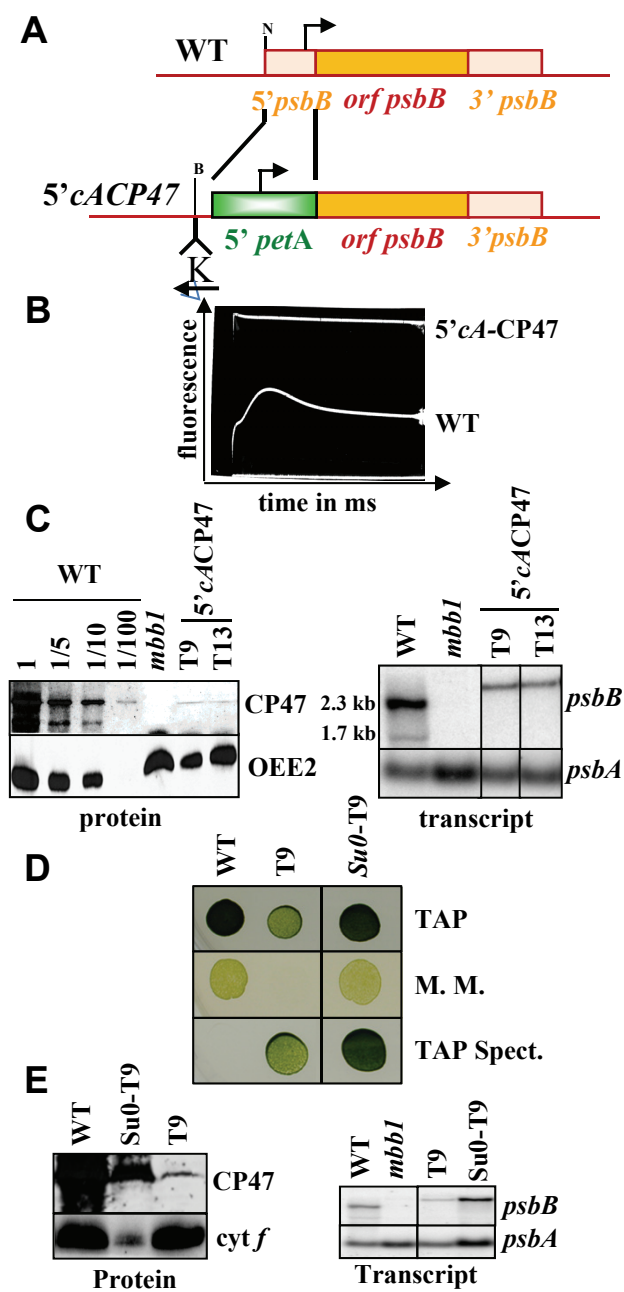 A
WT
N
5'psbB orf psbB 3' psbB
B
5'cACP47
5' petA orf psbB 3'psbB
K
B
fluorescence
5'cA-CP47
WT
time in ms
C
WT
5'cACP47
1 1/5 1/10 1/100 mbb1 T9 T13
CP47
OEE2
protein
5'cACP47
WT mbb1 T9 T13
2.3 kb
1.7 kb
psbB
psbA
transcript
D
WT T9 Su0-T9
TAP
M. M.
TAP Spect.
E
WT Su0-T9 T9
CP47
cyt f
Protein
WT mbb1 T9 Su0-T9
psbB
psbA
Transcript